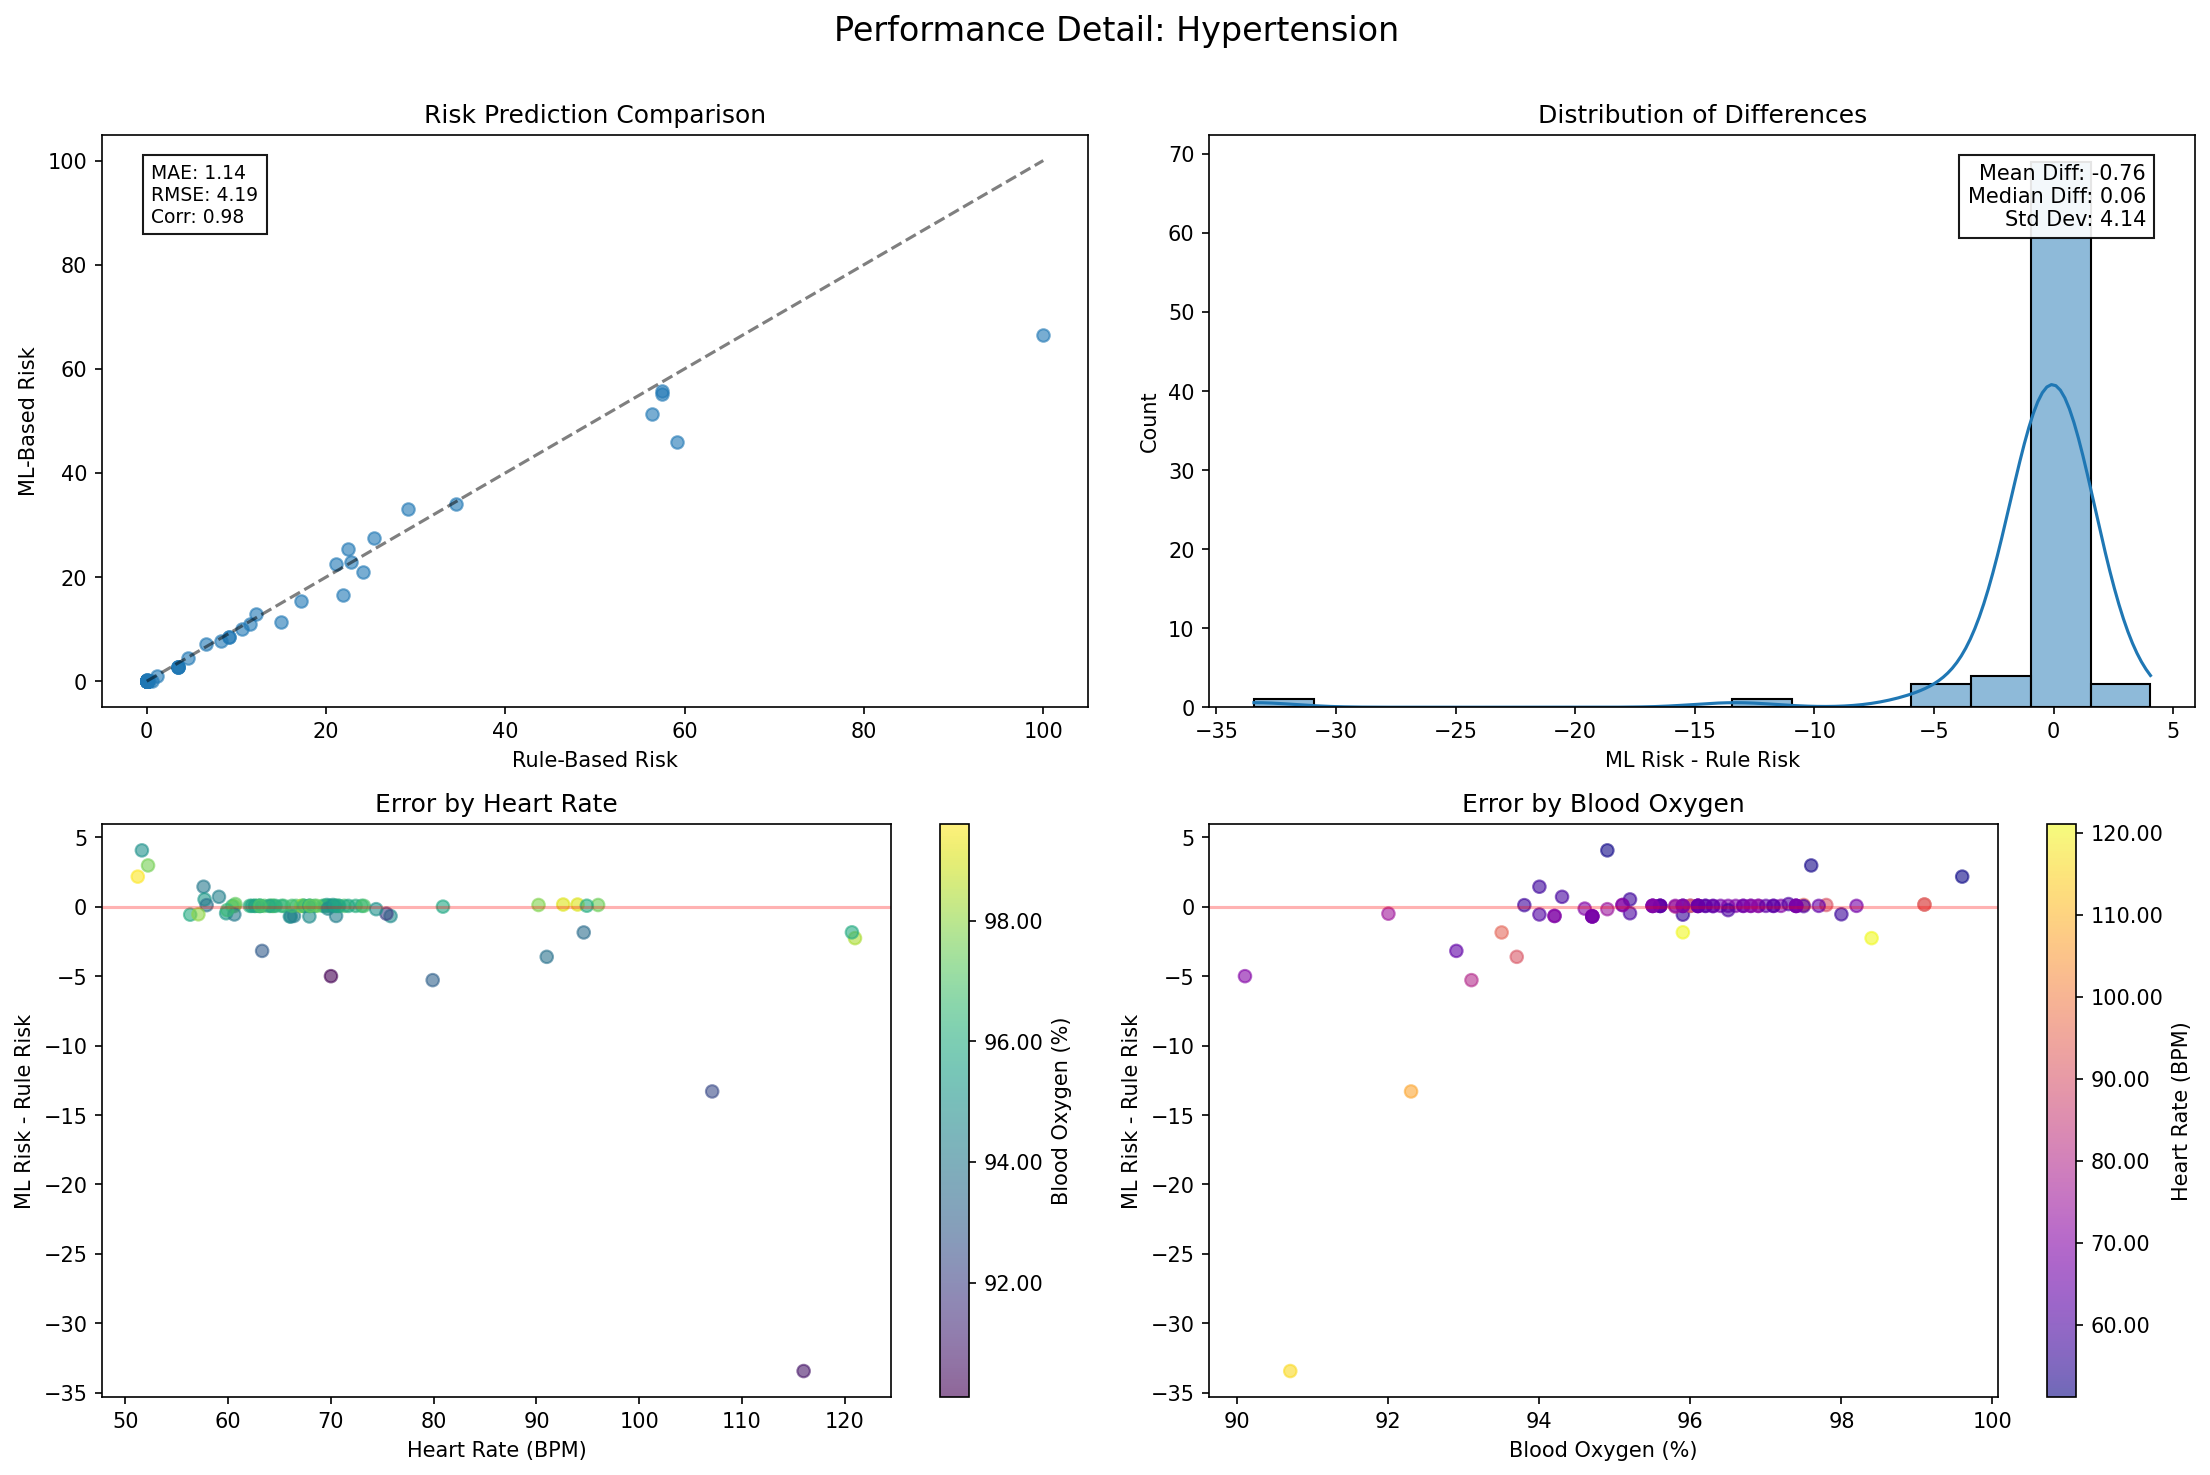 Performance Detail: Hypertension
Risk Prediction Comparison
MAE: 1.14
RMSE: 4.19
Corr: 0.98
100
80
60
40
20
0
ML-Based Risk
0 20 40 60 80 100
Rule-Based Risk
Distribution of Differences
Mean Diff: -0.76
Median Diff: 0.06
Std Dev: 4.14
70
60
50
40
30
20
10
0
Count
−35 −30 −25 −20 −15 −10 −5 0 5
ML Risk - Rule Risk
Error by Heart Rate
5
0
−5
−10
−15
−20
−25
−30
−35
ML Risk - Rule Risk
50 60 70 80 90 100 110 120
Heart Rate (BPM)
98.00
96.00
94.00
92.00
Blood Oxygen (%)
Error by Blood Oxygen
5
0
−5
−10
−15
−20
−25
−30
−35
ML Risk - Rule Risk
90 92 94 96 98 100
Blood Oxygen (%)
120.00
110.00
100.00
90.00
80.00
70.00
60.00
Heart Rate (BPM)